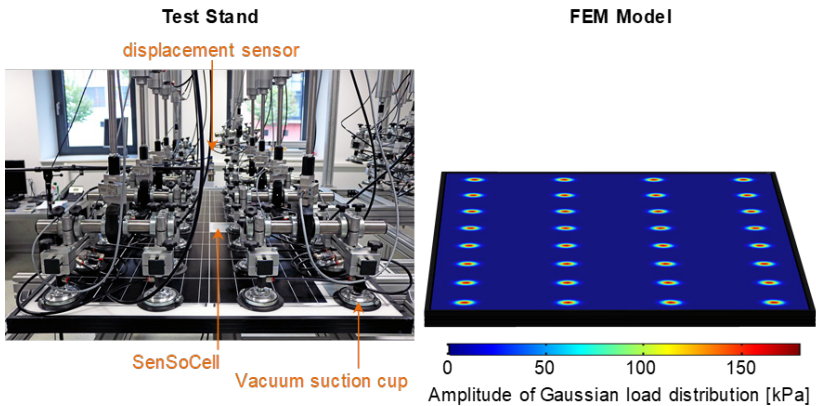 Test Stand
FEM Model
displacement sensor
SenSoCell
Vacuum suction cup
0 50 100 150
Amplitude of Gaussian load distribution [kPa]